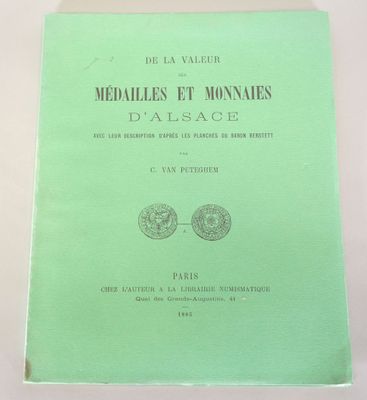 DE LA VALEUR
DES
MÉDAILLES ET MONNAIES
D'ALSACE
AVEC LEUR DESCRIPTION D'APRÈS LES PLANCHES DU BARON BERSTETT
PAR
C. VAN PETEGHEM
PARIS
CHEZ L'AUTEUR A LA LIBRAIRIE NUMISMATIQUE
Quai des Grands-Augustins, 41